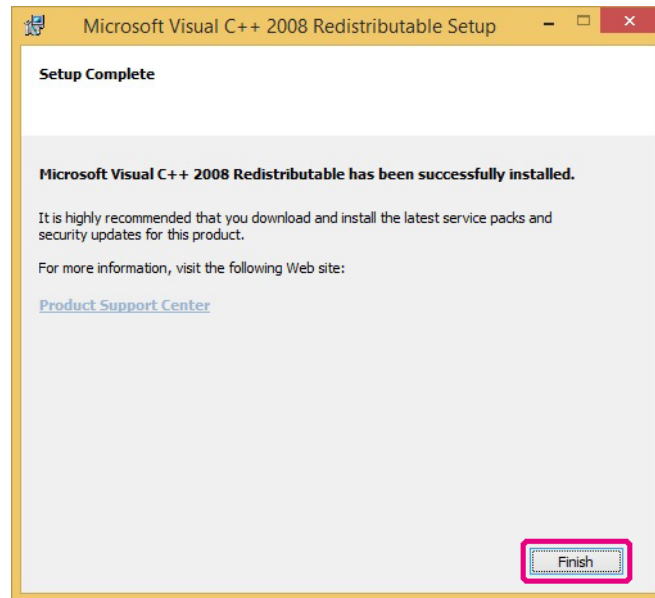 Microsoft Visual C++ 2008 Redistributable Setup
Setup Complete
Microsoft Visual C++ 2008 Redistributable has been successfully installed.
It is highly recommended that you download and install the latest service packs and
security updates for this product.
For more information, visit the following Web site:
Product Support Center
Finish